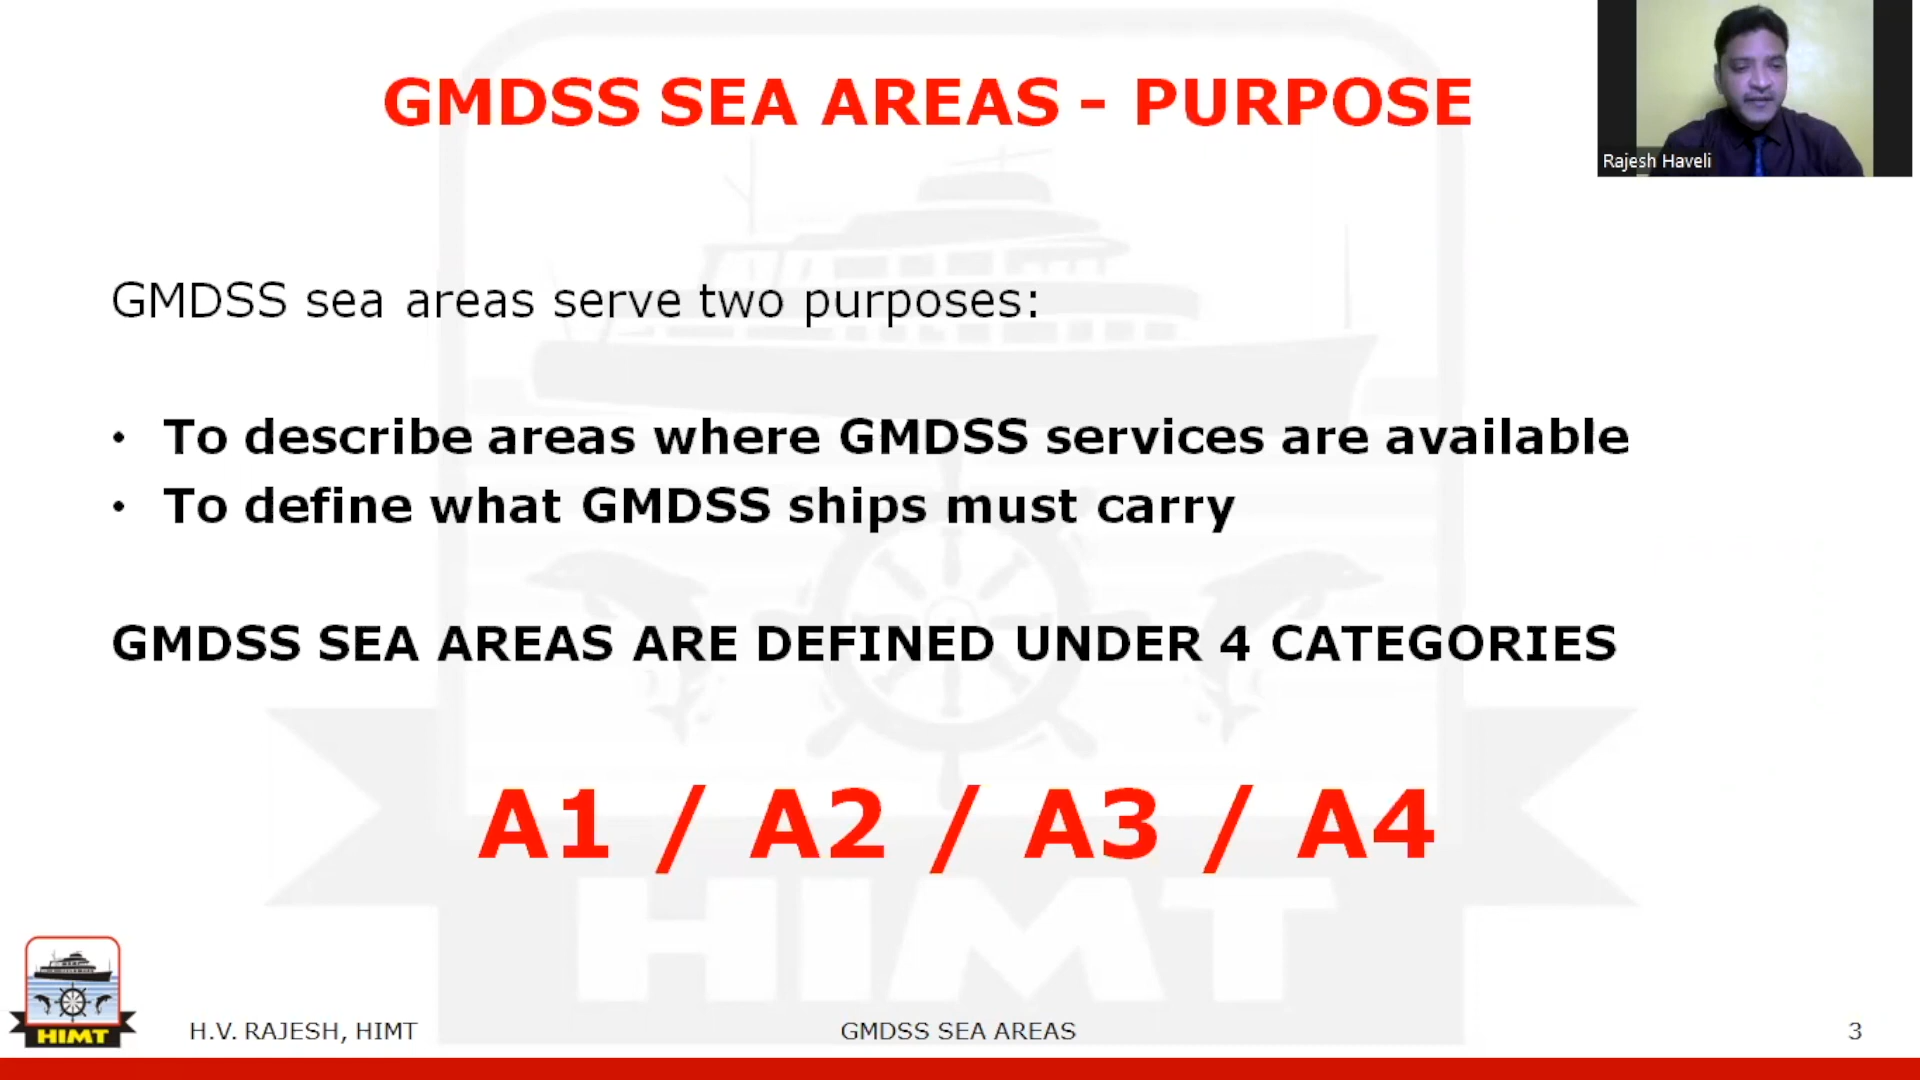 GMDSS SEA AREAS - PURPOSE
Rajesh Haveli
GMDSS sea areas serve two purposes:
• To describe areas where GMDSS services are available
• To define what GMDSS ships must carry
GMDSS SEA AREAS ARE DEFINED UNDER 4 CATEGORIES
A1 / A2 / A3 / A4
HIMT
HIMT
H.V. RAJESH, HIMT
GMDSS SEA AREAS
3